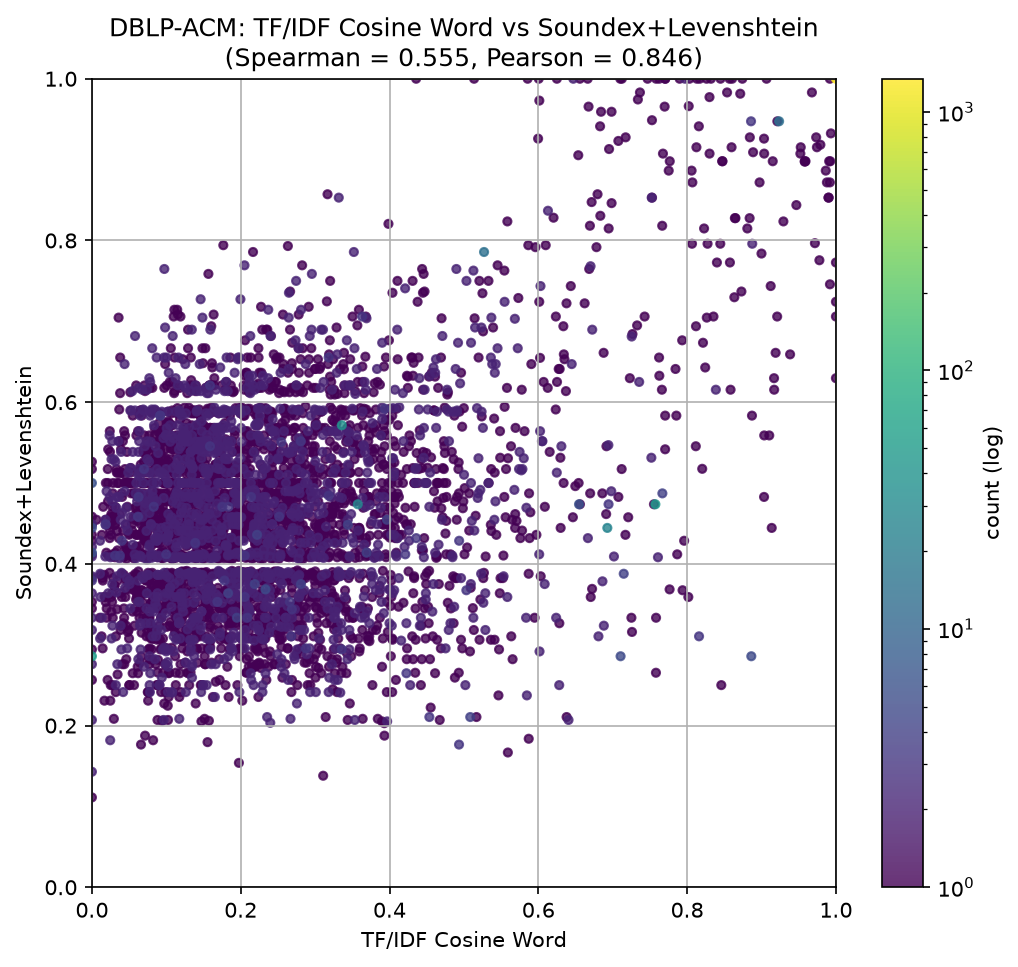 DBLP-ACM: TF/IDF Cosine Word vs Soundex+Levenshtein
(Spearman = 0.555, Pearson = 0.846)
1.0
0.8
0.6
0.4
0.2
0.0
Soundex+Levenshtein
0.0 0.2 0.4 0.6 0.8 1.0
TF/IDF Cosine Word
10³
10²
10¹
10⁰
count (log)